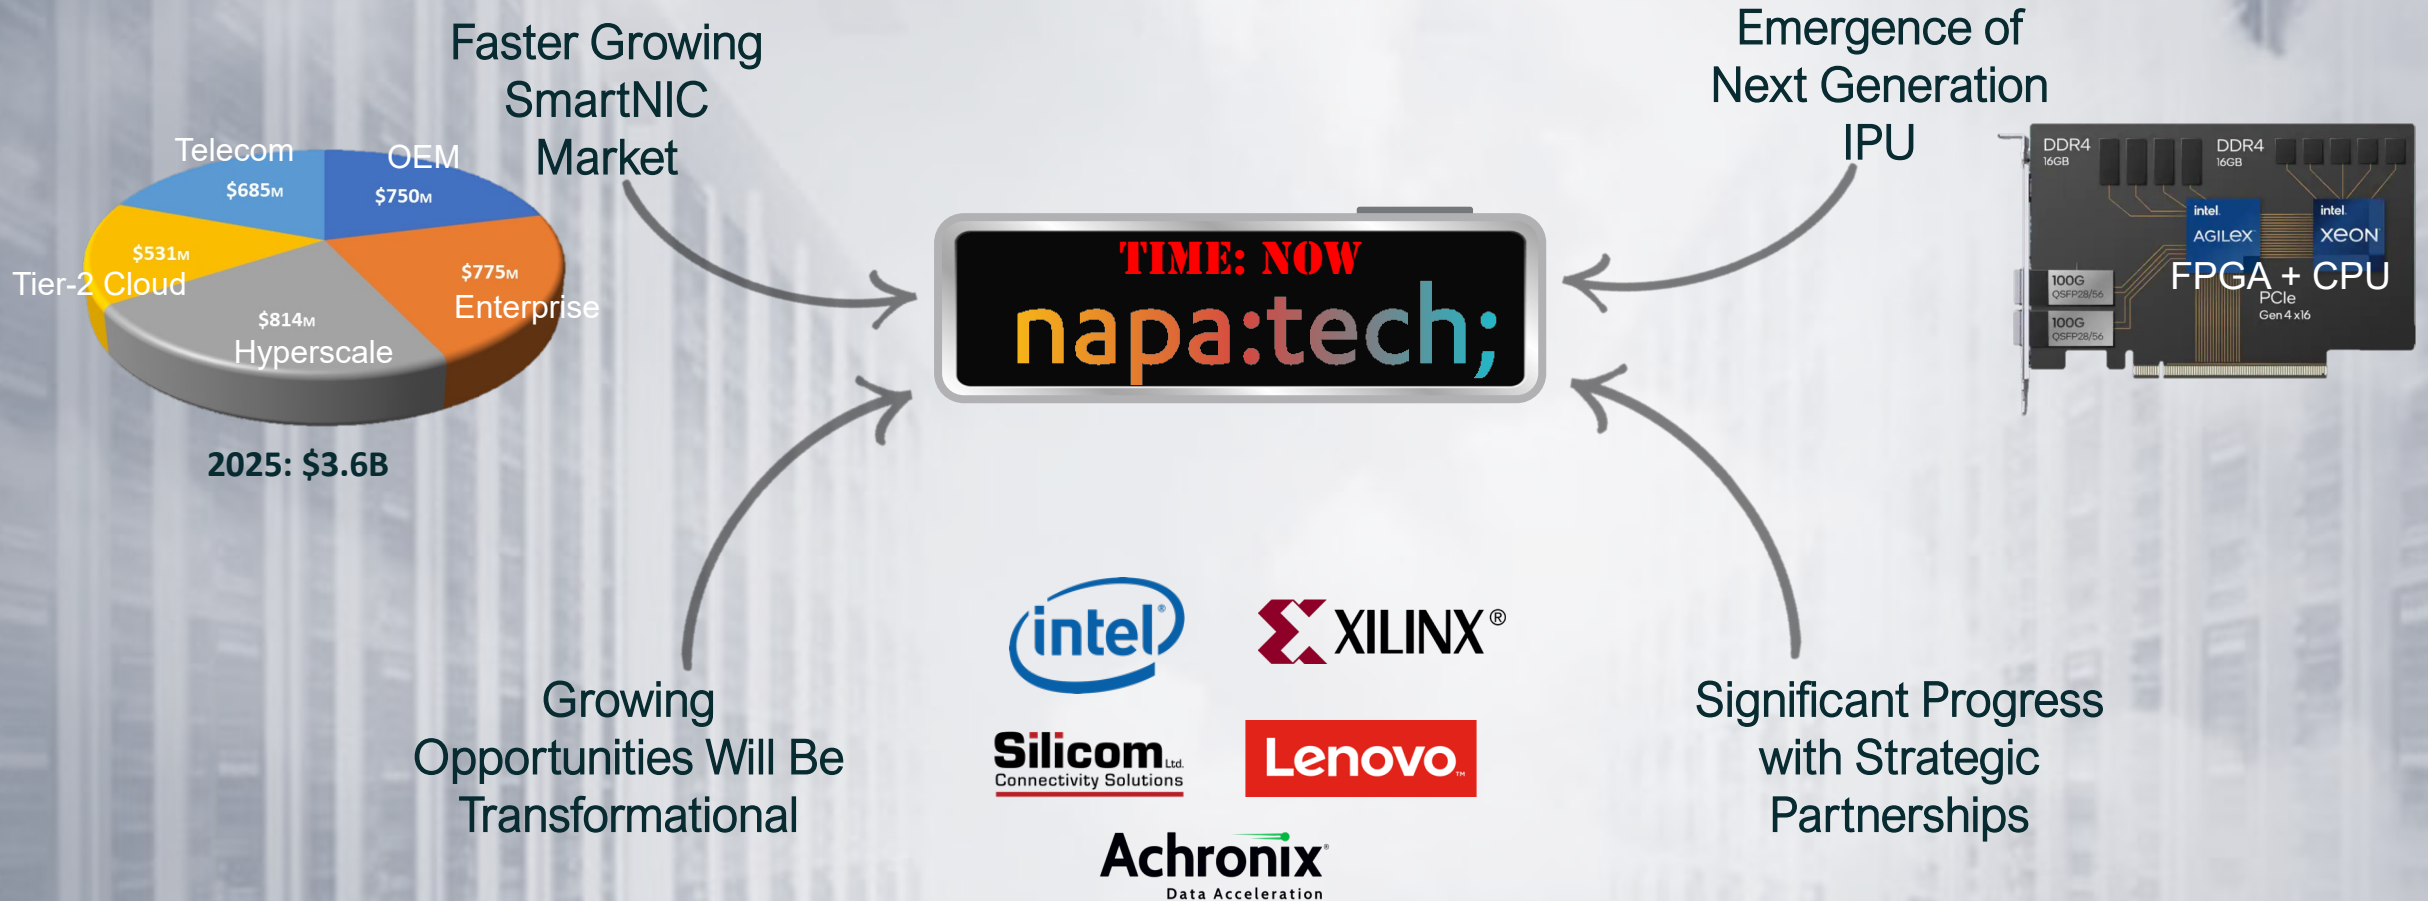 Faster Growing
SmartNIC
Market
Telecom
$685M
OEM
$750M
$531M
Tier-2 Cloud
$775M
Enterprise
$814M
Hyperscale
2025: $3.6B
TIME: NOW
napa:tech;
Emergence of
Next Generation
IPU
DDR4
16GB
DDR4
16GB
intel.
AGILEX
intel.
XEON
FPGA + CPU
100G
QSFP28/56
PCIe
Gen 4 x16
100G
QSFP28/56
Growing
Opportunities Will Be
Transformational
intel®
XILINX®
Silicom Ltd.
Connectivity Solutions
Lenovo™
Achronix®
Data Acceleration
Significant Progress
with Strategic
Partnerships